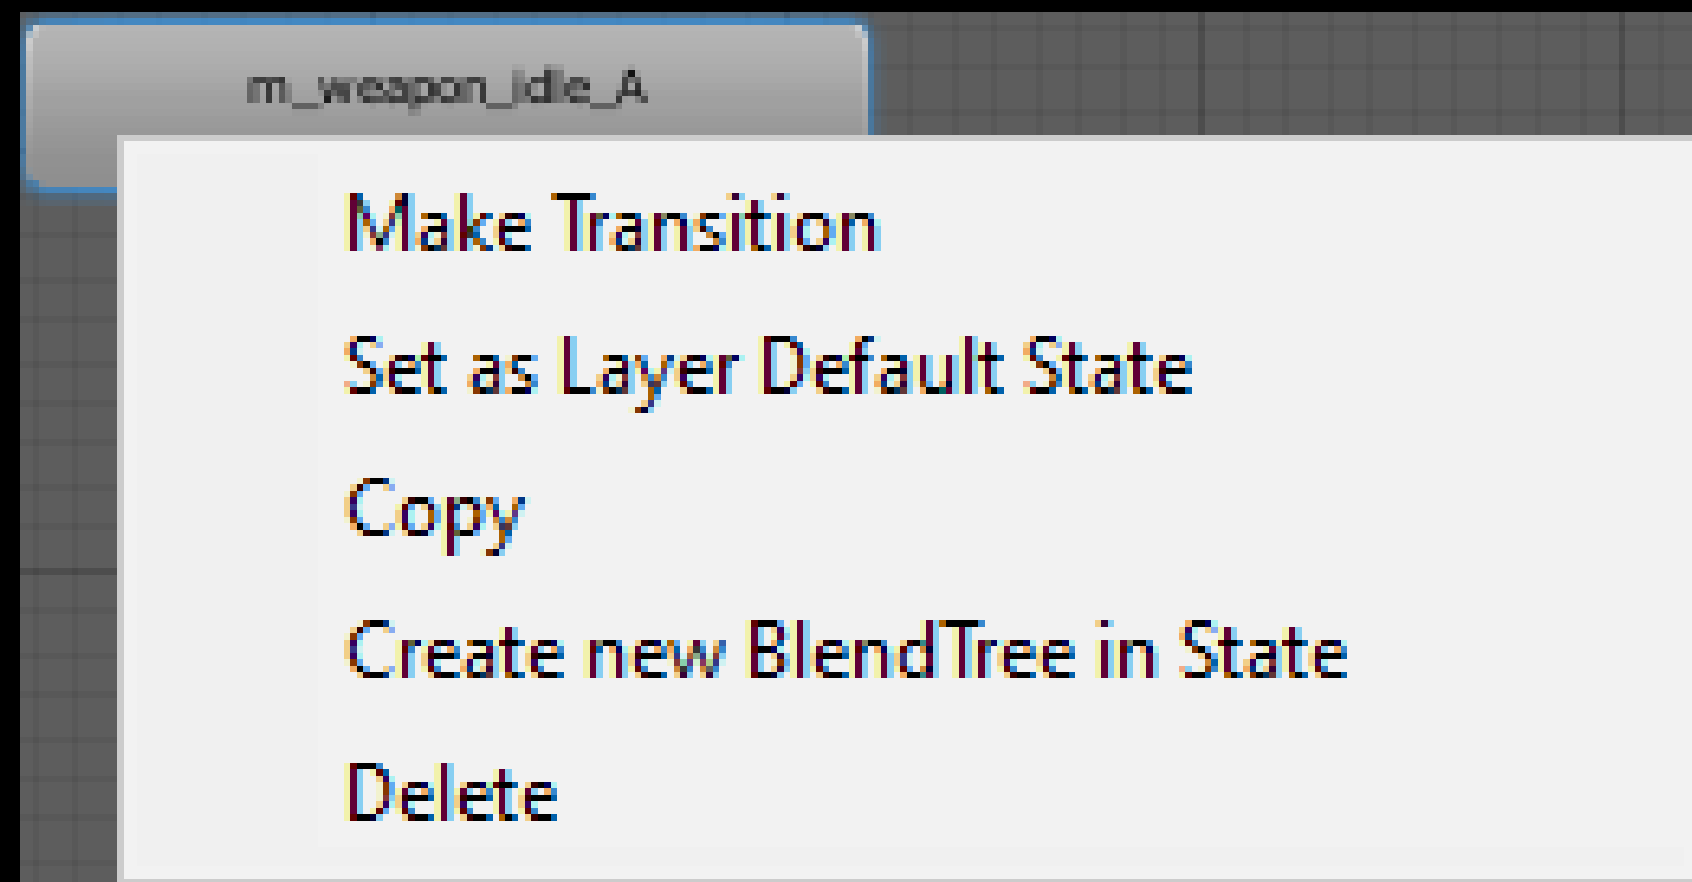 m_weapon_idle_A
Make Transition
Set as Layer Default State
Copy
Create new BlendTree in State
Delete